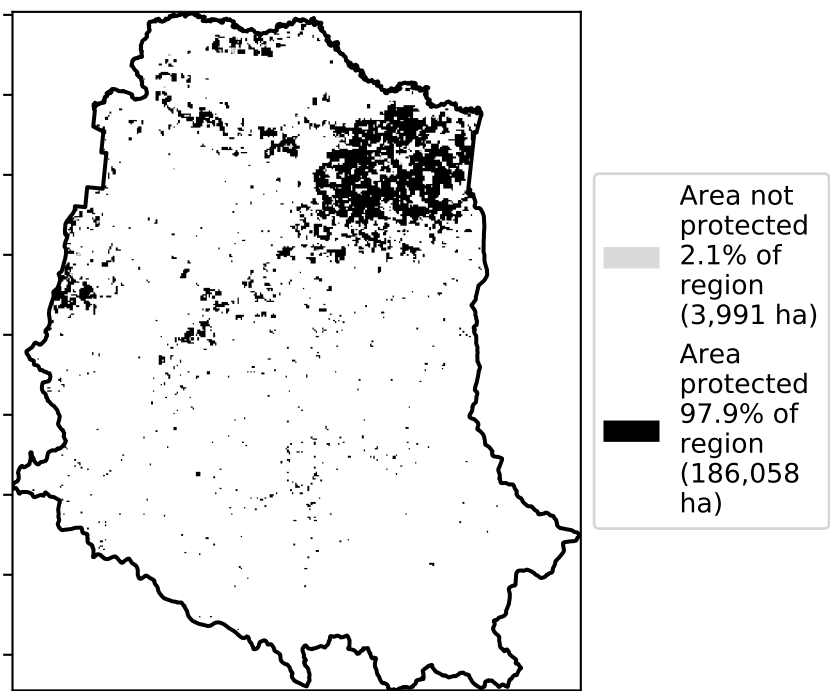 Area not
protected
2.1% of
region
(3,991 ha)
Area
protected
97.9% of
region
(186,058
ha)